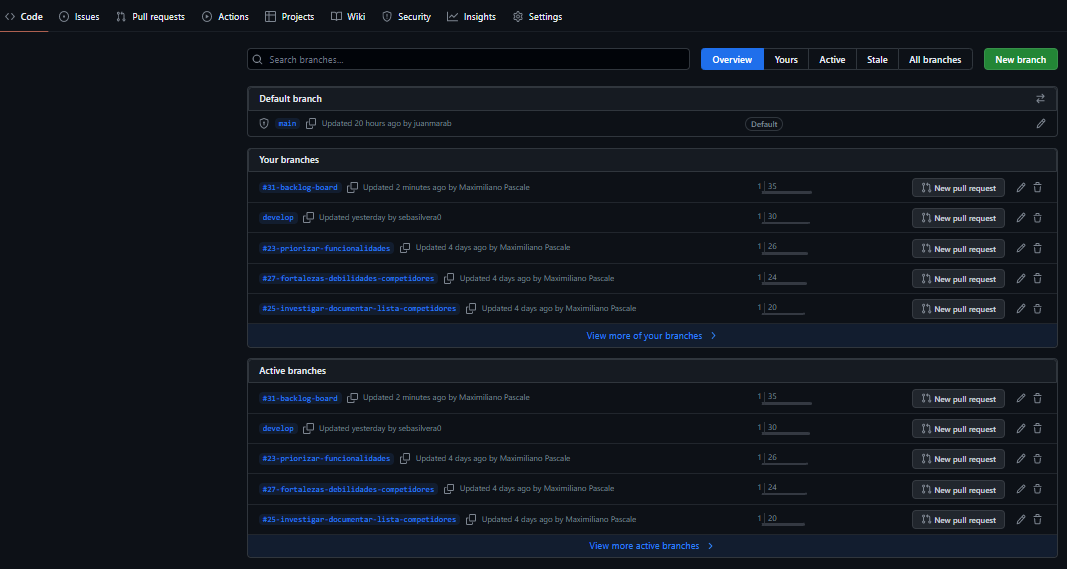 Code Issues Pull requests Actions Projects Wiki Security Insights Settings
Search branches... Overview Yours Active Stale All branches New branch
Default branch
main Updated 20 hours ago by juanmarab Default
Your branches
#31-backlog-board Updated 2 minutes ago by Maximiliano Pascale 1 35 New pull request
develop Updated yesterday by sebasilvera0 1 30 New pull request
#23-priorizar-funcionalidades Updated 4 days ago by Maximiliano Pascale 1 26 New pull request
#27-fortalezas-debilidades-competidores Updated 4 days ago by Maximiliano Pascale 1 24 New pull request
#25-investigar-documentar-lista-competidores Updated 4 days ago by Maximiliano Pascale 1 20 New pull request
View more of your branches
Active branches
#31-backlog-board Updated 2 minutes ago by Maximiliano Pascale 1 35 New pull request
develop Updated yesterday by sebasilvera0 1 30 New pull request
#23-priorizar-funcionalidades Updated 4 days ago by Maximiliano Pascale 1 26 New pull request
#27-fortalezas-debilidades-competidores Updated 4 days ago by Maximiliano Pascale 1 24 New pull request
#25-investigar-documentar-lista-competidores Updated 4 days ago by Maximiliano Pascale 1 20 New pull request
View more active branches